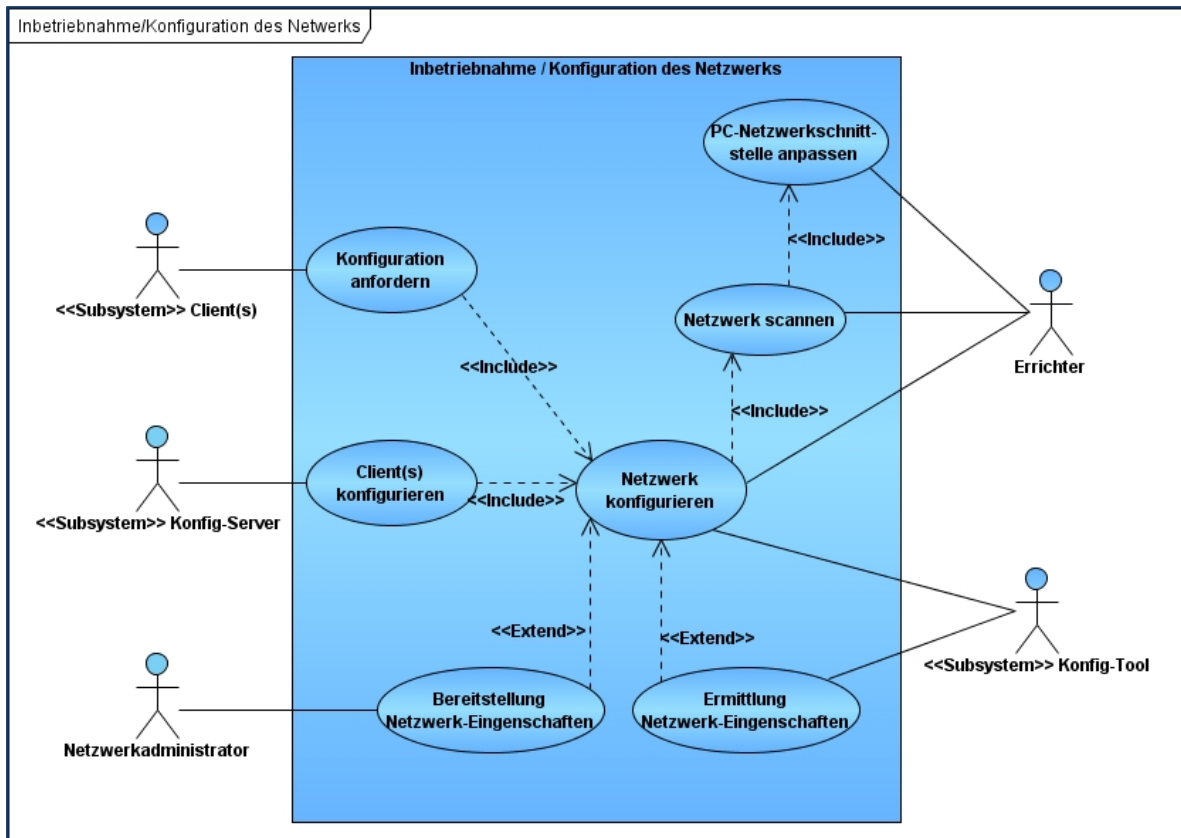 Inbetriebnahme/Konfiguration des Netwerks
Inbetriebnahme / Konfiguration des Netzwerks
PC-Netzwerkschnitt-
stelle anpassen
<<Include>>
Konfiguration
anfordern
<<Subsystem>> Client(s)
Netzwerk scannen
Errichter
<<Include>>
<<Include>>
Client(s)
konfigurieren
<<Include>>
Netzwerk
konfigurieren
<<Subsystem>> Konfig-Server
<<Extend>>
<<Extend>>
<<Subsystem>> Konfig-Tool
Bereitstellung
Netzwerk-Eingenschaften
Ermittlung
Netzwerk-Eingenschaften
Netzwerkadministrator